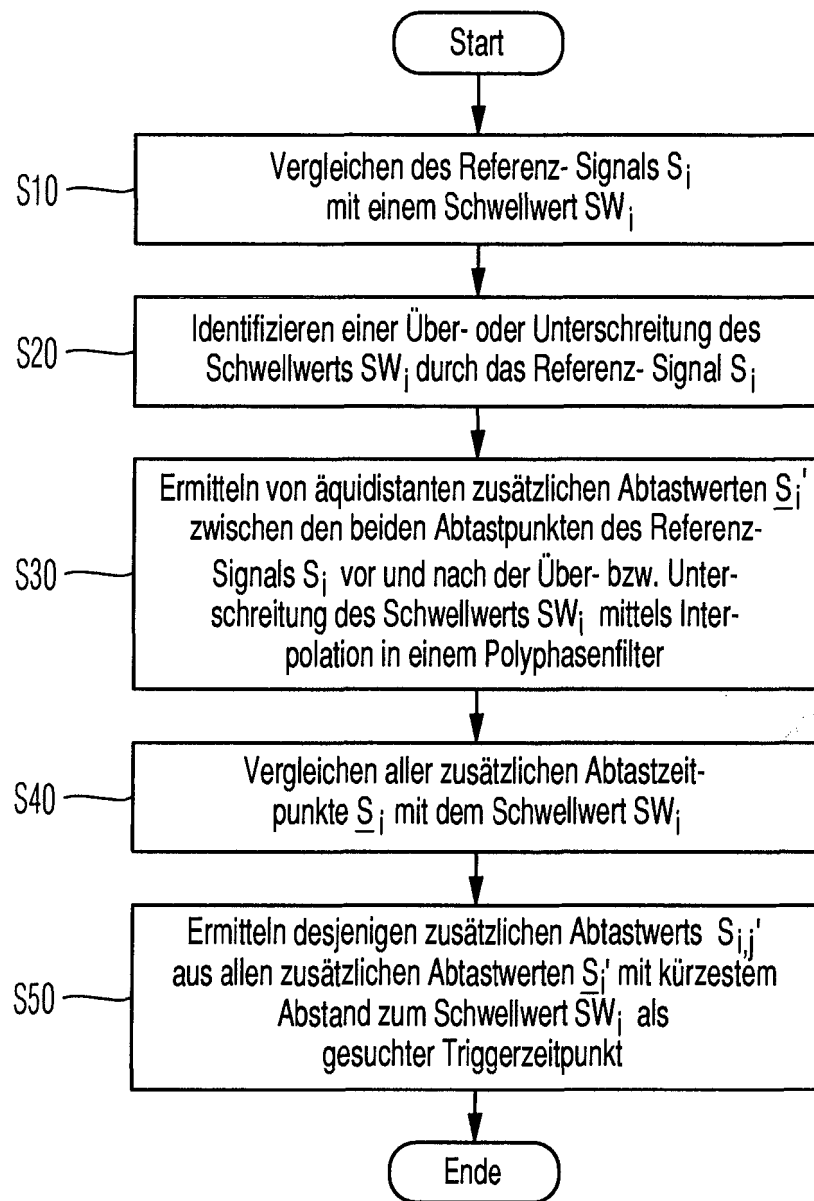 Start
S10
Vergleichen des Referenz- Signals S_i
mit einem Schwellwert SW_i
S20
Identifizieren einer Über- oder Unterschreitung des
Schwellwerts SW_i durch das Referenz- Signal S_i
S30
Ermitteln von äquidistanten zusätzlichen Abtastwerten S_i'
zwischen den beiden Abtastpunkten des Referenz-
Signals S_i vor und nach der Über- bzw. Unter-
schreitung des Schwellwerts SW_i mittels Inter-
polation in einem Polyphasenfilter
S40
Vergleichen aller zusätzlichen Abtastzeit-
punkte S_i mit dem Schwellwert SW_i
S50
Ermitteln desjenigen zusätzlichen Abtastwerts S_i,j'
aus allen zusätzlichen Abtastwerten S_i' mit kürzestem
Abstand zum Schwellwert SW_i als
gesuchter Triggerzeitpunkt
Ende